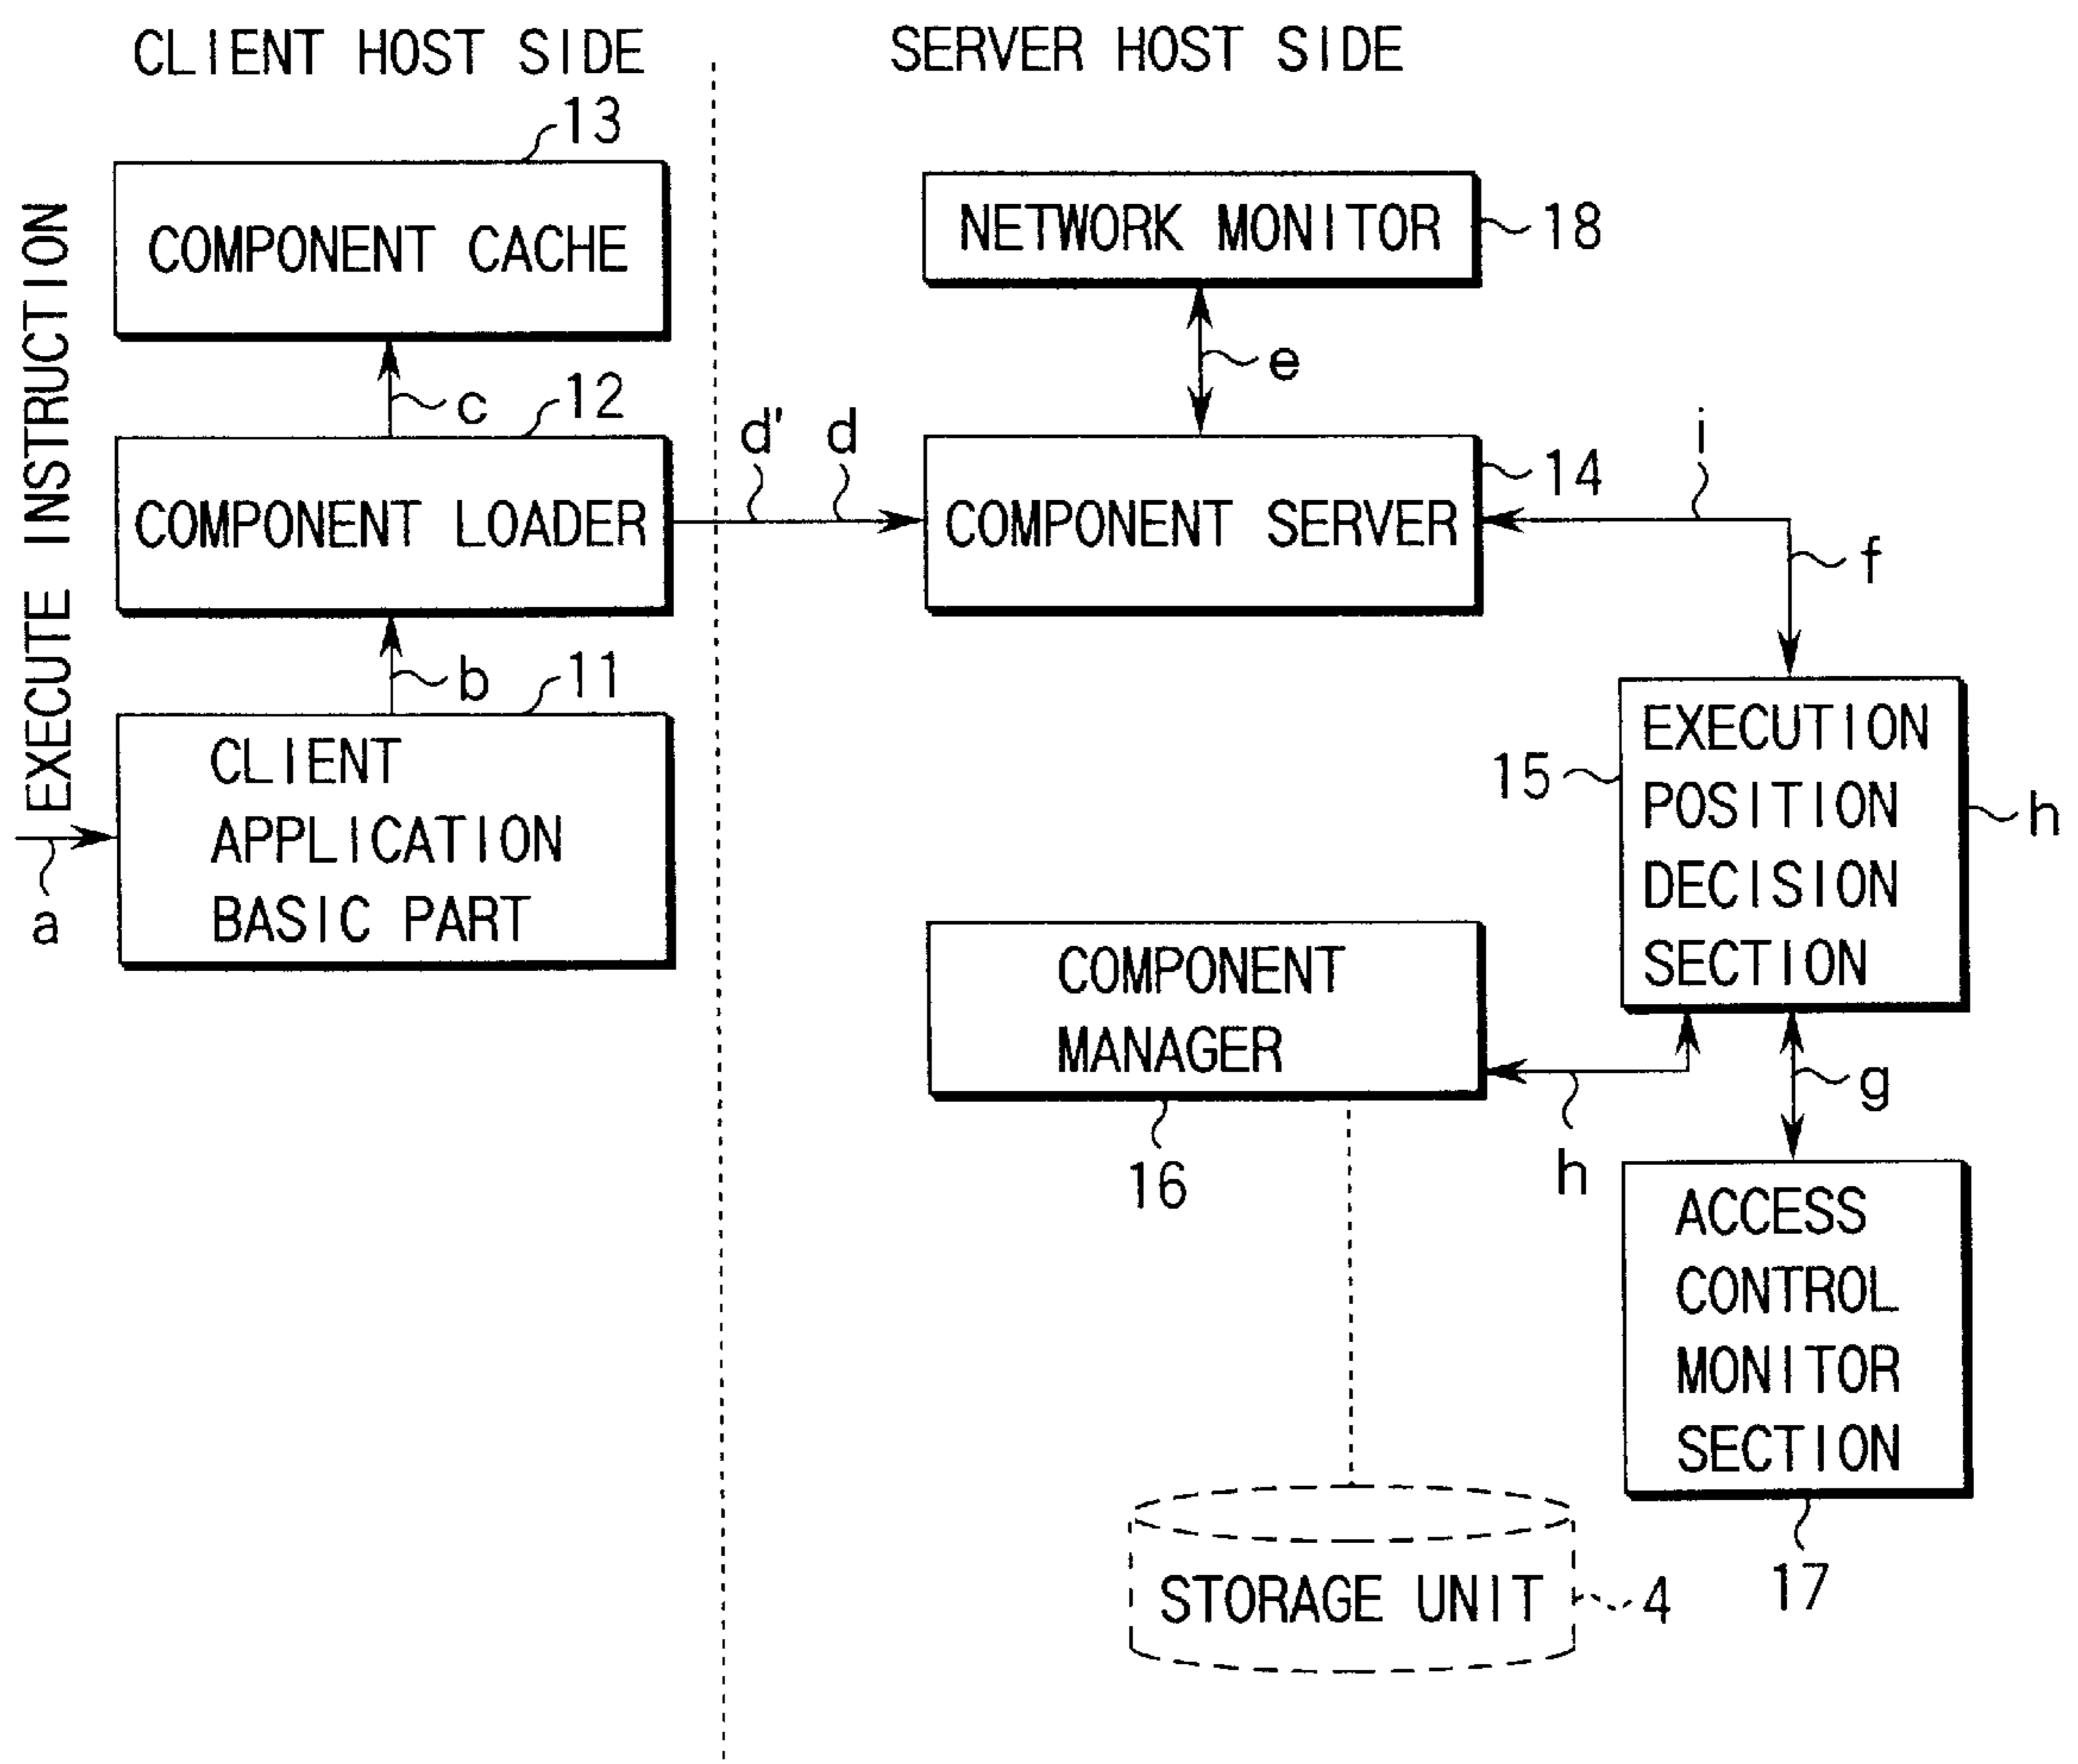 CLIENT HOST SIDE
SERVER HOST SIDE
13
COMPONENT CACHE
NETWORK MONITOR
18
EXECUTE INSTRUCTION
c
12
e
COMPONENT LOADER
d'
d
COMPONENT SERVER
14
i
f
b
11
CLIENT
APPLICATION
BASIC PART
a
15
EXECUTION
POSITION
DECISION
SECTION
h
COMPONENT
MANAGER
16
h
g
ACCESS
CONTROL
MONITOR
SECTION
17
STORAGE UNIT
4